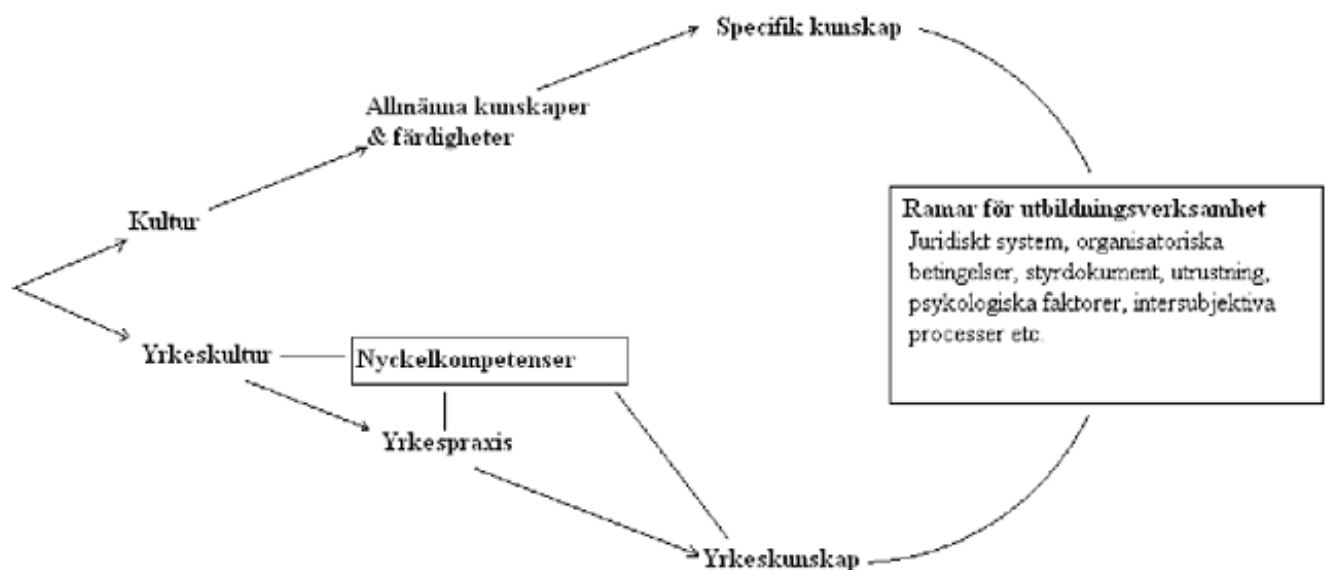 Specifik kunskap
Allmänna kunskaper
& färdigheter
Kultur
Ramar för utbildningsverksamhet
Juridiskt system, organisatoriska
betingelser, styrdokument, utrustning,
psykologiska faktorer, intersubjektiva
processer etc.
Yrkeskultur
Nyckelkompetenser
Yrkespraxis
Yrkeskunskap